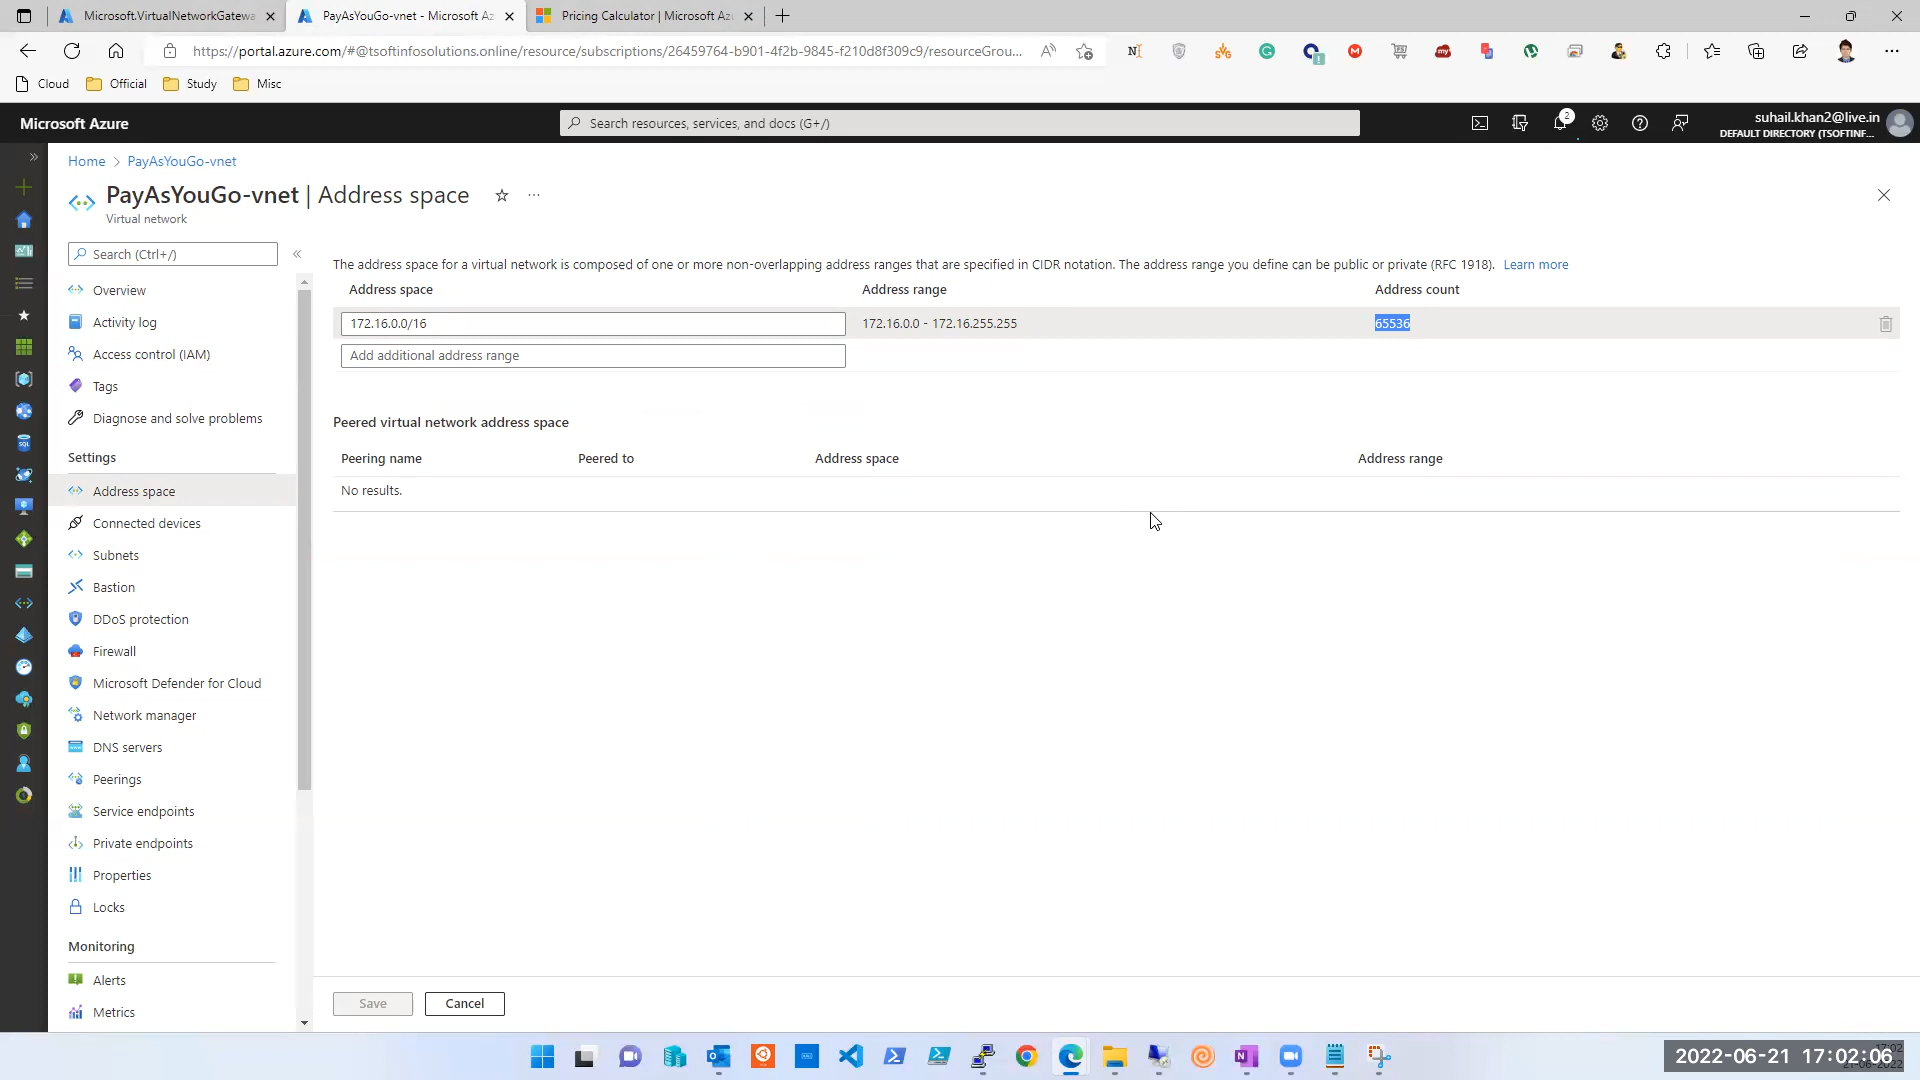 Microsoft.VirtualNetworkGatewa
PayAsYouGo-vnet - Microsoft Az
Pricing Calculator | Microsoft Az
https://portal.azure.com/#@tsoftinfosolutions.online/resource/subscriptions/26459764-b901-4f2b-9845-f210d8f309c9/resourceGrou...
Cloud
Official
Study
Misc
Microsoft Azure
Search resources, services, and docs (G+/)
2
suhail.khan2@live.in
DEFAULT DIRECTORY (TSOFTINF...
Home > PayAsYouGo-vnet
PayAsYouGo-vnet | Address space
Virtual network
Search (Ctrl+/)
Overview
Activity log
Access control (IAM)
Tags
Diagnose and solve problems
Settings
Address space
Connected devices
Subnets
Bastion
DDoS protection
Firewall
Microsoft Defender for Cloud
Network manager
DNS servers
Peerings
Service endpoints
Private endpoints
Properties
Locks
Monitoring
Alerts
Metrics
The address space for a virtual network is composed of one or more non-overlapping address ranges that are specified in CIDR notation. The address range you define can be public or private (RFC 1918). Learn more
Address space Address range Address count
172.16.0.0/16 172.16.0.0 - 172.16.255.255 65536
Add additional address range
Peered virtual network address space
Peering name Peered to Address space Address range
No results.
Save Cancel
2022-06-21 17:02:06